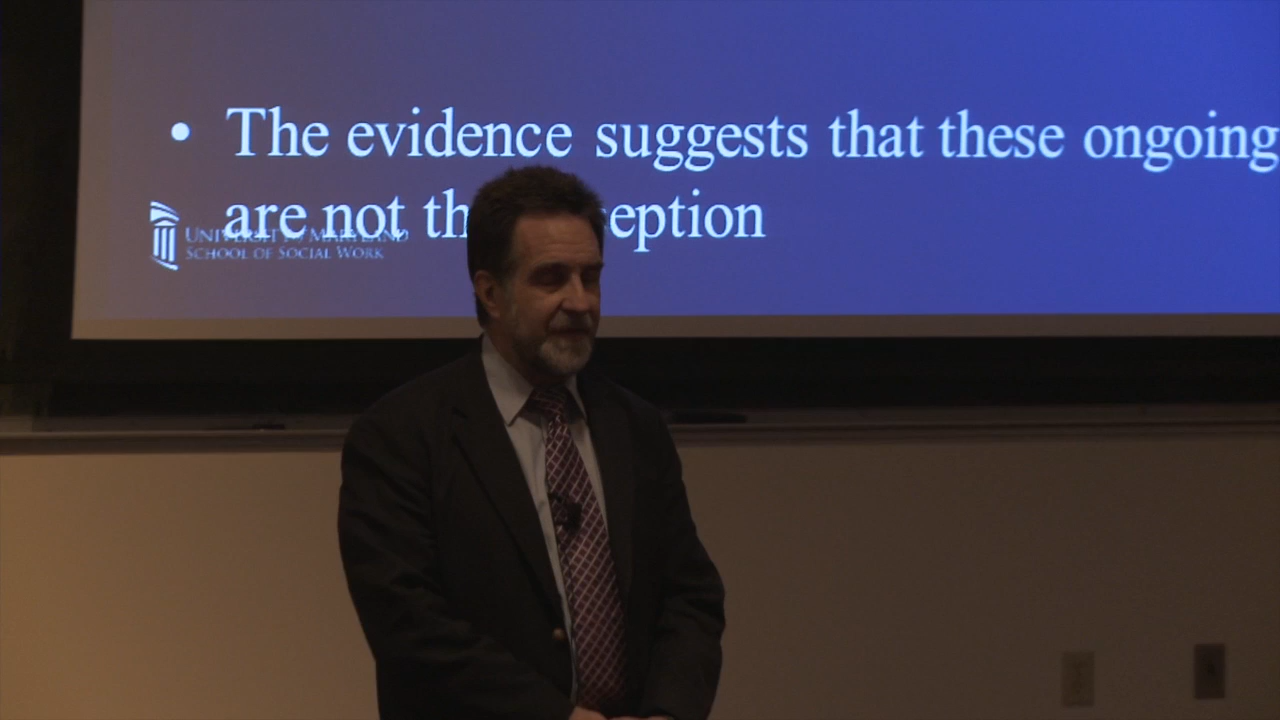 • The evidence suggests that these ongoing
are not th eption
UNIVERSITY of MARYLAND
SCHOOL OF SOCIAL WORK